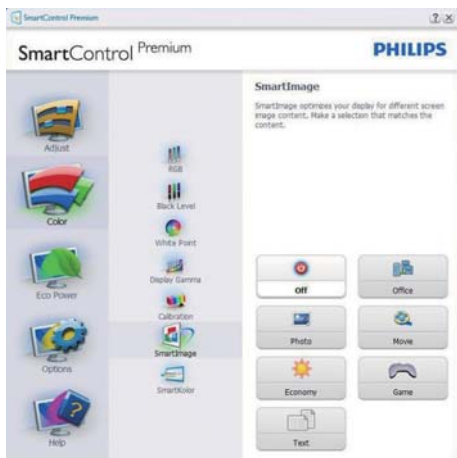 SmartControl Premium
SmartControl Premium
PHILIPS
Adjust
Color
Eco Power
Options
Help
RGB
Black Level
White Point
Display Gamma
Calibration
SmartImage
SmartKolor
SmartImage
SmartImage optimizes your display for different screen
image content. Make a selection that matches the
content.
Off
Office
Photo
Movie
Economy
Game
Text